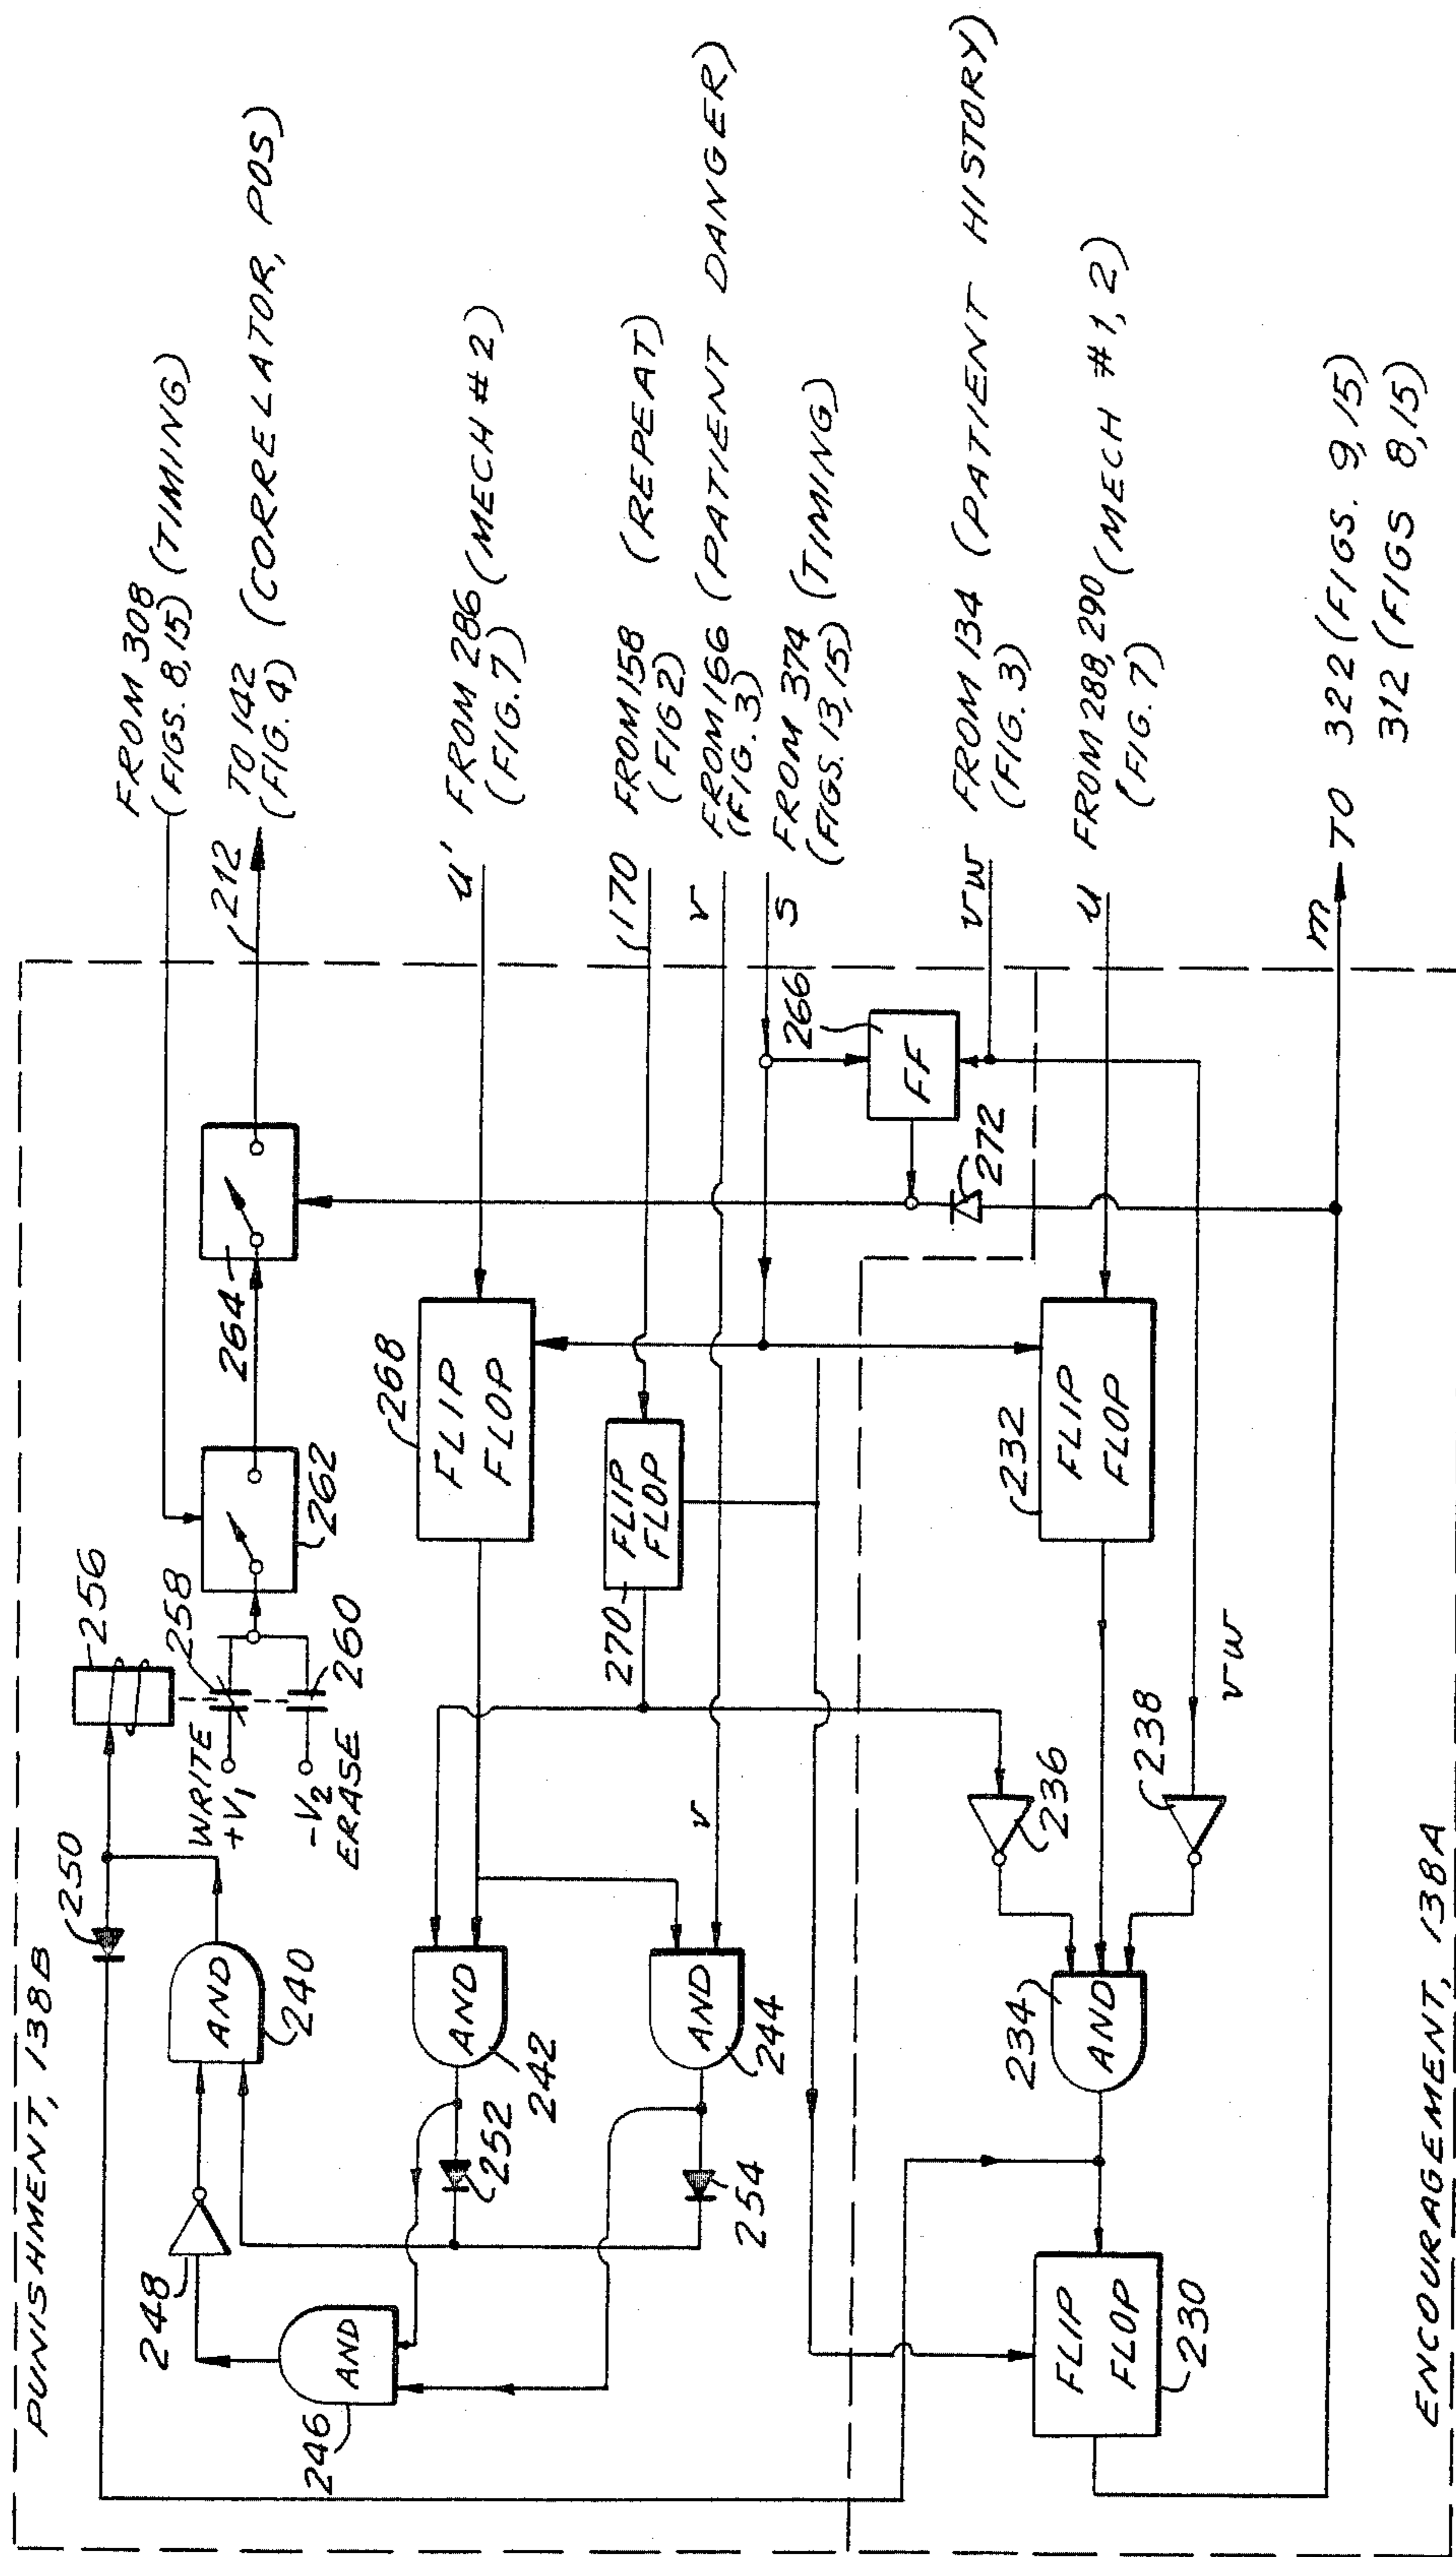 PUNISHMENT, 138B
250
256
WRITE
+V1
258
-V2
ERASE 260
262
264
212
FROM 308
(FIGS. 8,15) (TIMING)
TO 142
(FIG. 4) (CORRELATOR, POS)
248
AND
240
AND
246
252
AND
242
254
AND
244
268
FLIP
FLOP
u'
FROM 286 (MECH #2)
(FIG. 7)
270
FLIP
FLOP
170
FROM 158 (REPEAT)
(FIG 2)
v
v
FROM 166 (PATIENT DANGER)
(FIG. 3)
S
FROM 374 (TIMING)
(FIGS. 13,15)
266
FF
272
vw
FROM 134 (PATIENT HISTORY)
(FIG. 3)
236
232
FLIP
FLOP
u
FROM 288, 290 (MECH #1, 2)
(FIG. 7)
238
vw
234
AND
FLIP
FLOP
230
m
TO 322 (FIGS. 9,15)
312 (FIGS 8,15)
ENCOURAGEMENT, 138A